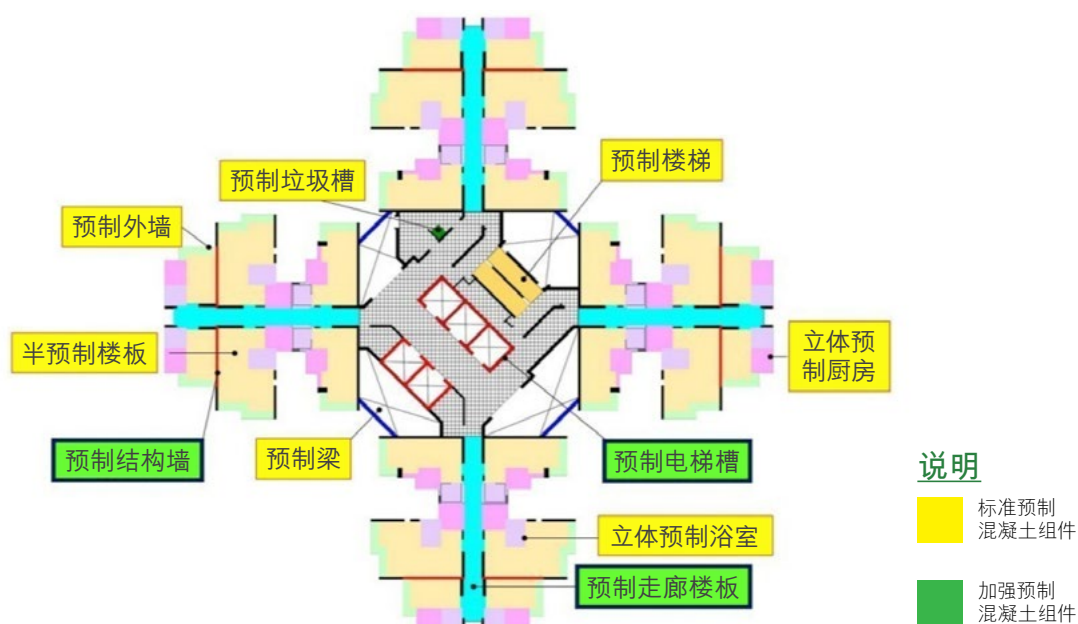 预制楼梯
预制垃圾槽
预制外墙
半预制楼板
立体预
制厨房
预制结构墙
预制梁
预制电梯槽
立体预制浴室
预制走廊楼板
说明
标准预制
混凝土组件
加强预制
混凝土组件